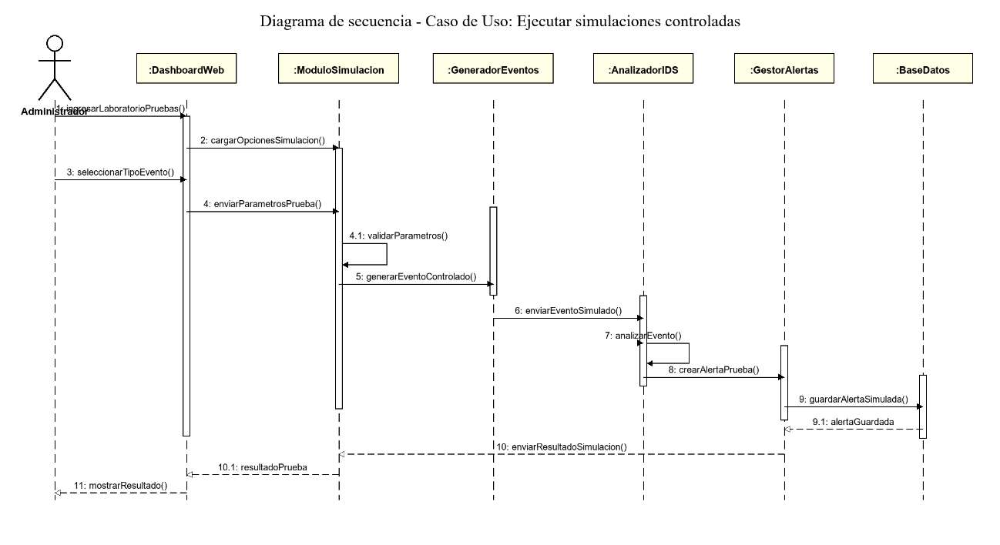 Diagrama de secuencia - Caso de Uso: Ejecutar simulaciones controladas
:DashboardWeb
:ModuloSimulacion
:GeneradorEventos
:AnalizadorIDS
:GestorAlertas
:BaseDatos
Administrador
1: ingresarLaboratorioPruebas()
2: cargarOpcionesSimulacion()
3: seleccionarTipoEvento()
4: enviarParametrosPrueba()
4.1: validarParametros()
5: generarEventoControlado()
6: enviarEventoSimulado()
7: analizarEvento()
8: crearAlertaPrueba()
9: guardarAlertaSimulada()
9.1: alertaGuardada
10: enviarResultadoSimulacion()
10.1: resultadoPrueba
11: mostrarResultado()